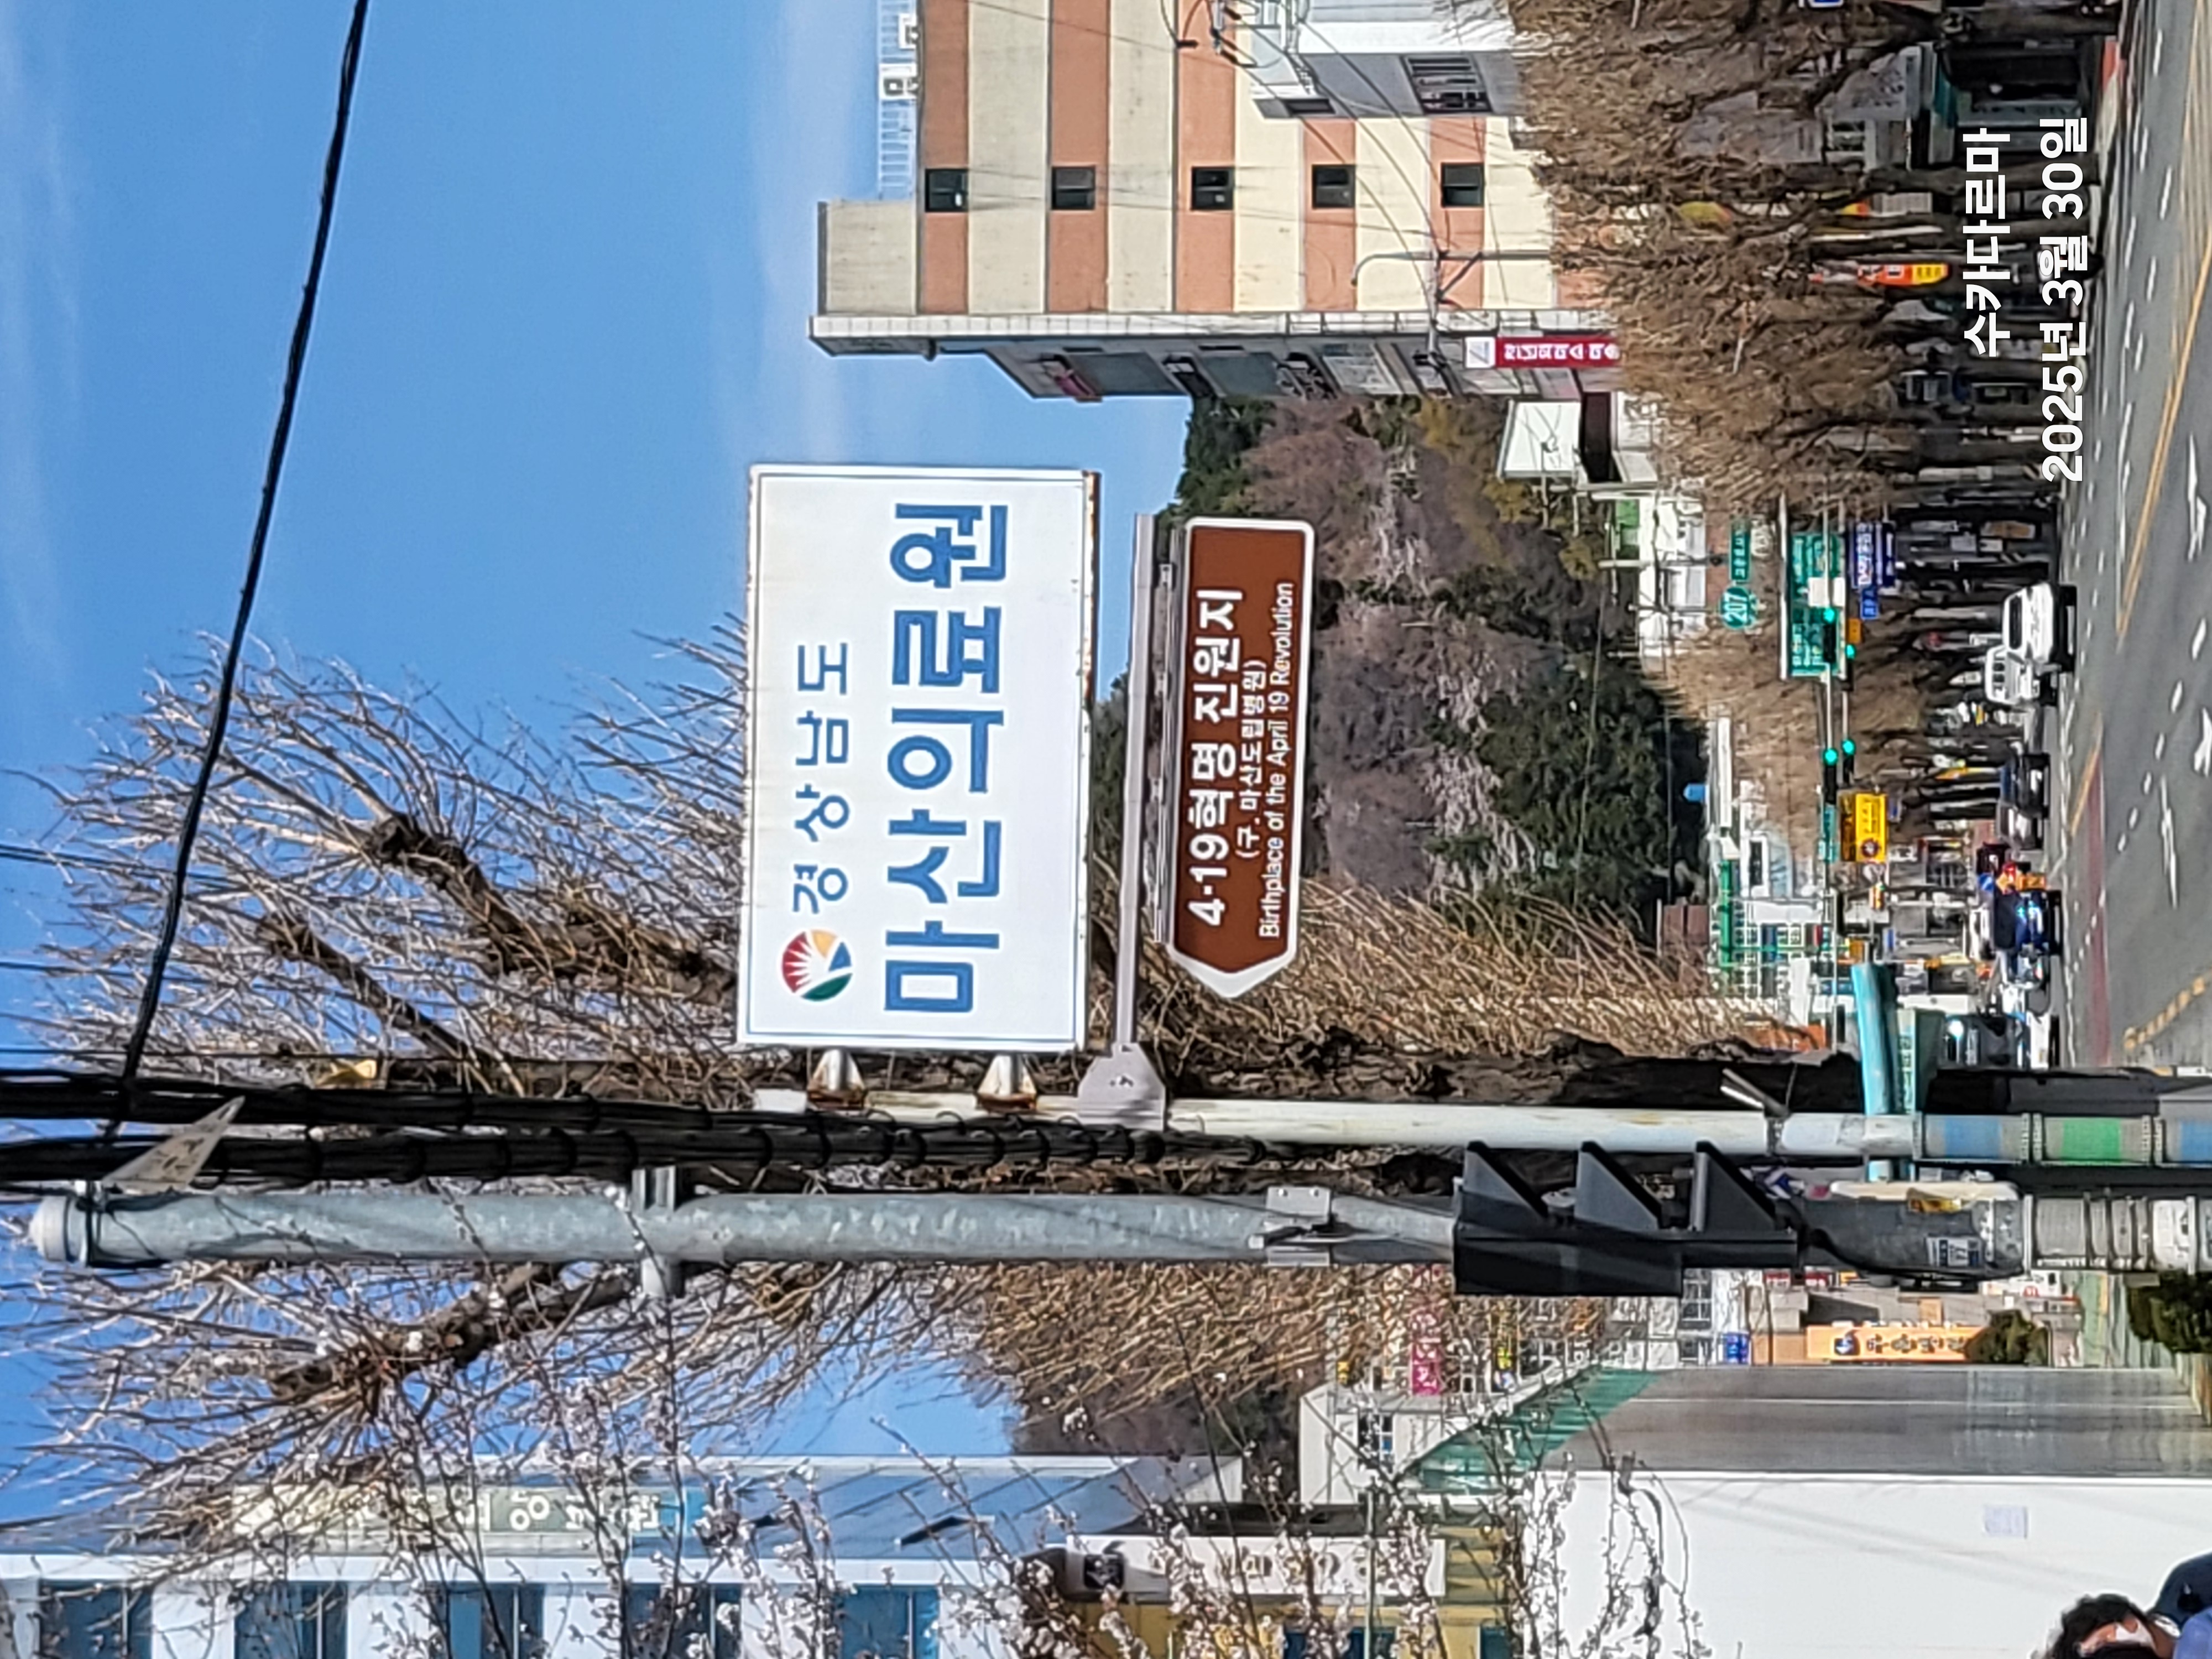 경상남도
마산의료원
4·19혁명 진원지
(구. 마산도립병원)
Birthplace of the April 19 Revolution
207
수카다르마
2025년 3월 30일